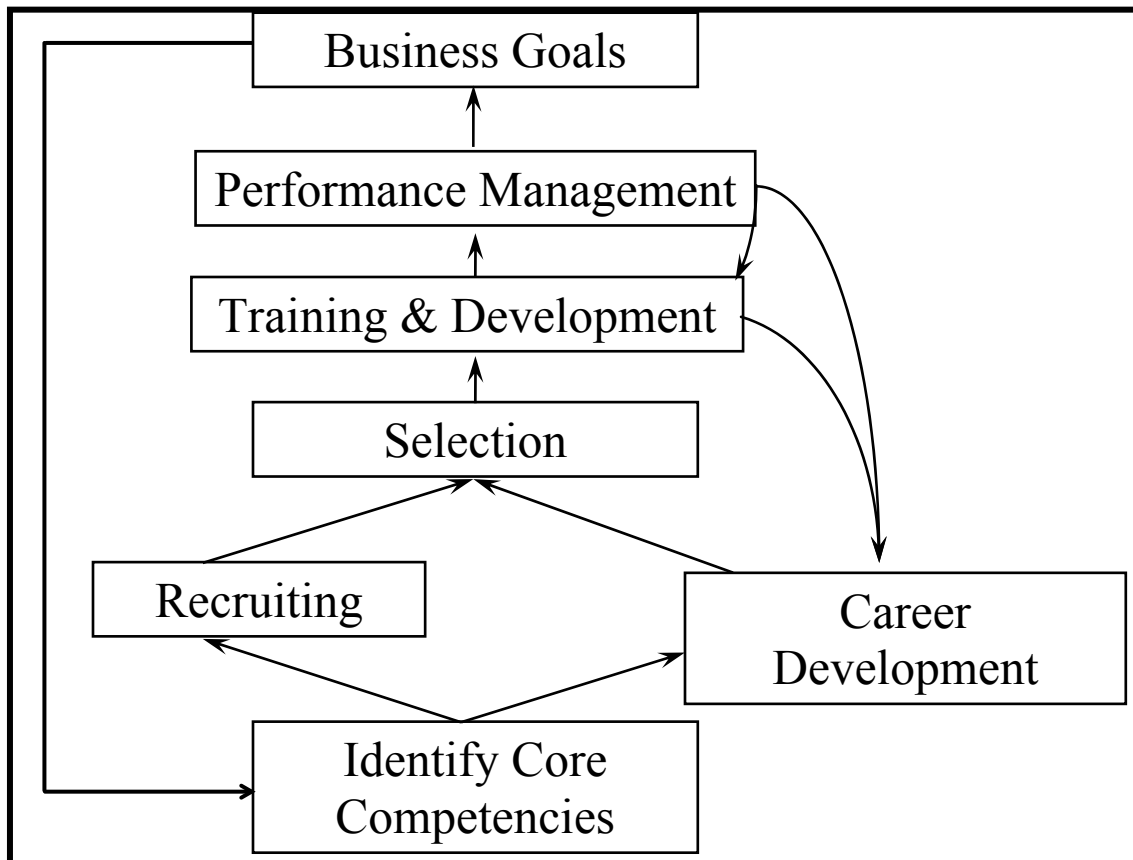 Business Goals
Performance Management
Training & Development
Selection
Recruiting
Career
Development
Identify Core
Competencies